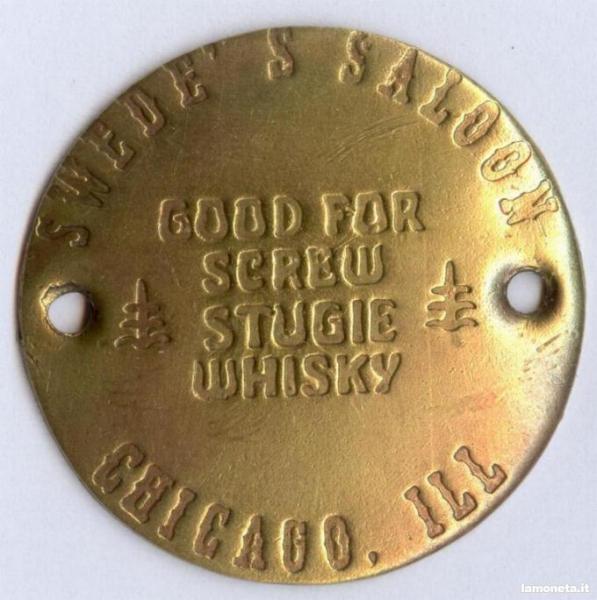 SWEDE'S SALOON
GOOD FOR
SCREW
STUGIE
WHISKY
CHICAGO, ILL
lamoneta.it